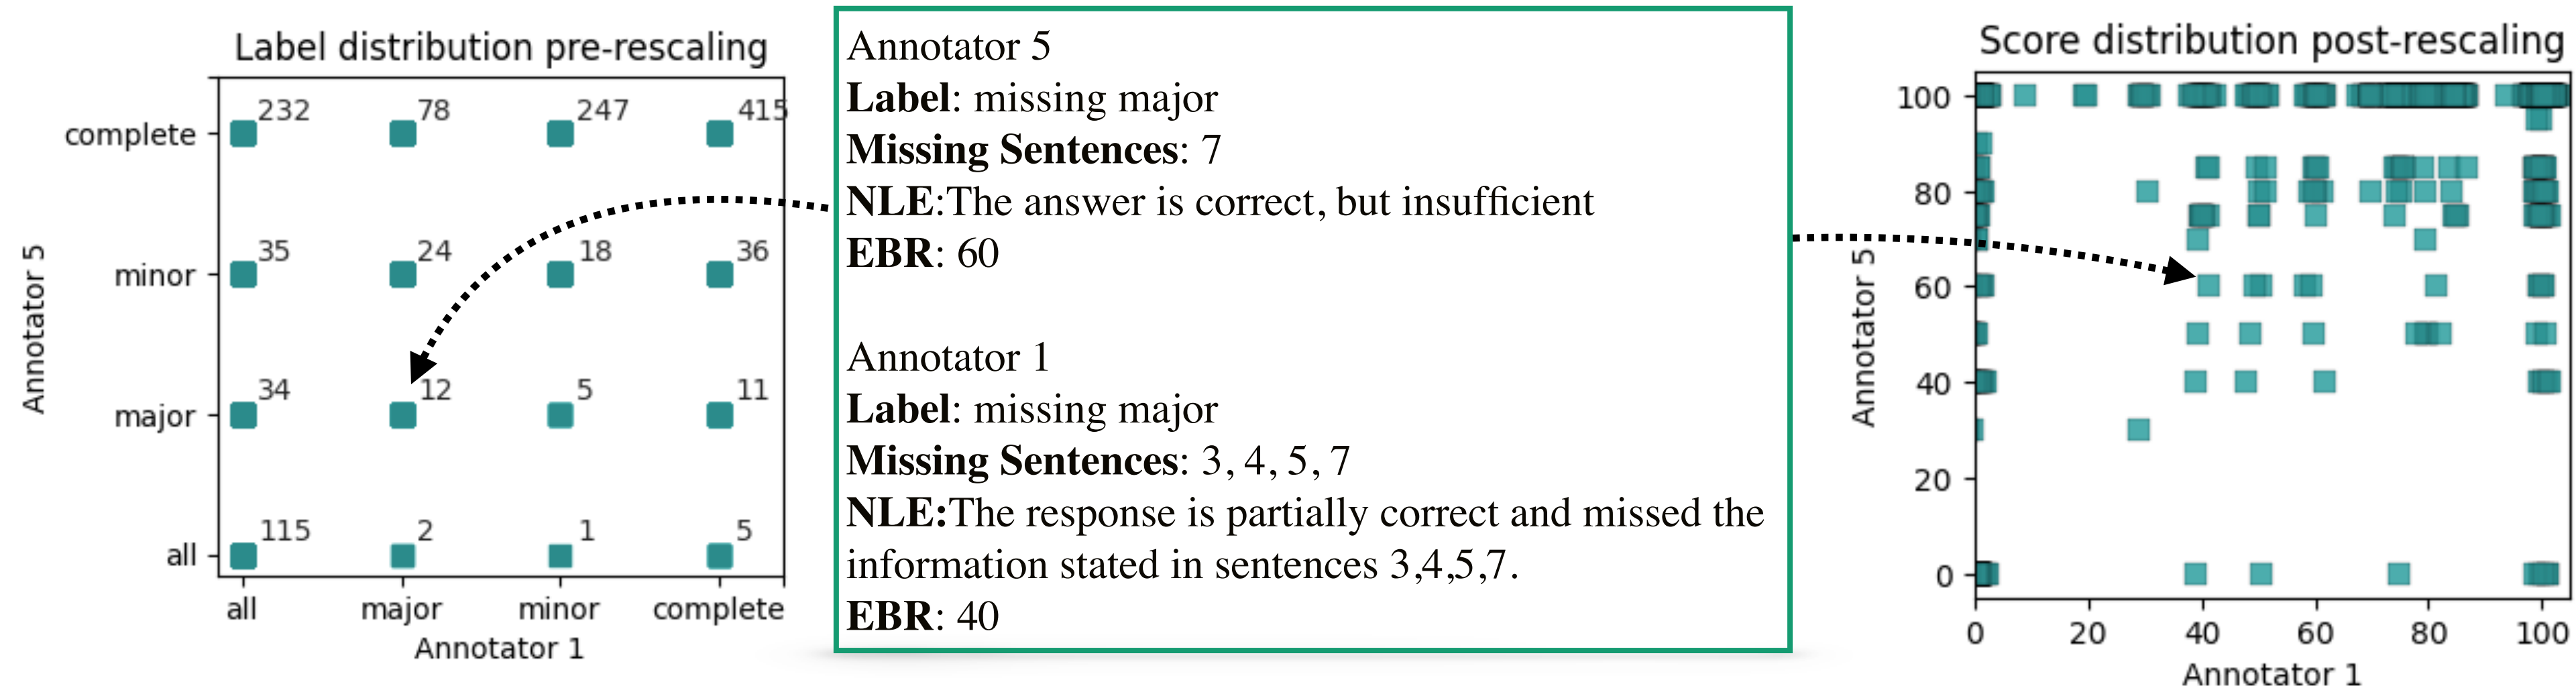 Label distribution pre-rescaling
232 78 247 415
complete
35 24 18 36
minor
34 12 5 11
major
115 2 1 5
all
all major minor complete
Annotator 1
Annotator 5
Annotator 5
Label: missing major
Missing Sentences: 7
NLE:The answer is correct, but insufficient
EBR: 60
Annotator 1
Label: missing major
Missing Sentences: 3, 4, 5, 7
NLE:The response is partially correct and missed the
information stated in sentences 3,4,5,7.
EBR: 40
Score distribution post-rescaling
100
80
60
40
20
0
0 20 40 60 80 100
Annotator 1
Annotator 5